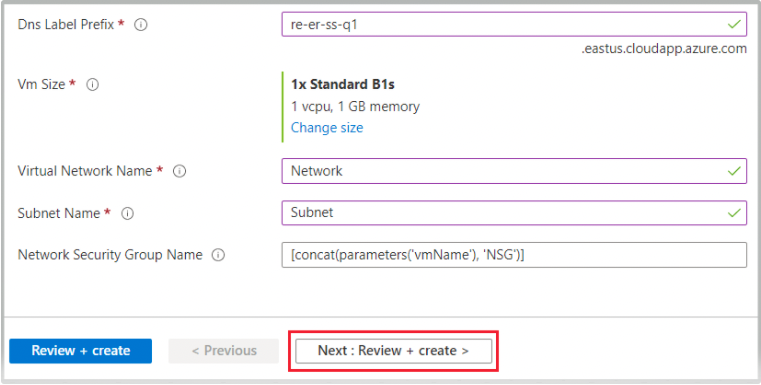 Dns Label Prefix * re-er-ss-q1
.eastus.cloudapp.azure.com
Vm Size * 1x Standard B1s
1 vcpu, 1 GB memory
Change size
Virtual Network Name * Network
Subnet Name * Subnet
Network Security Group Name [concat(parameters('vmName'), 'NSG')]
Review + create < Previous Next : Review + create >